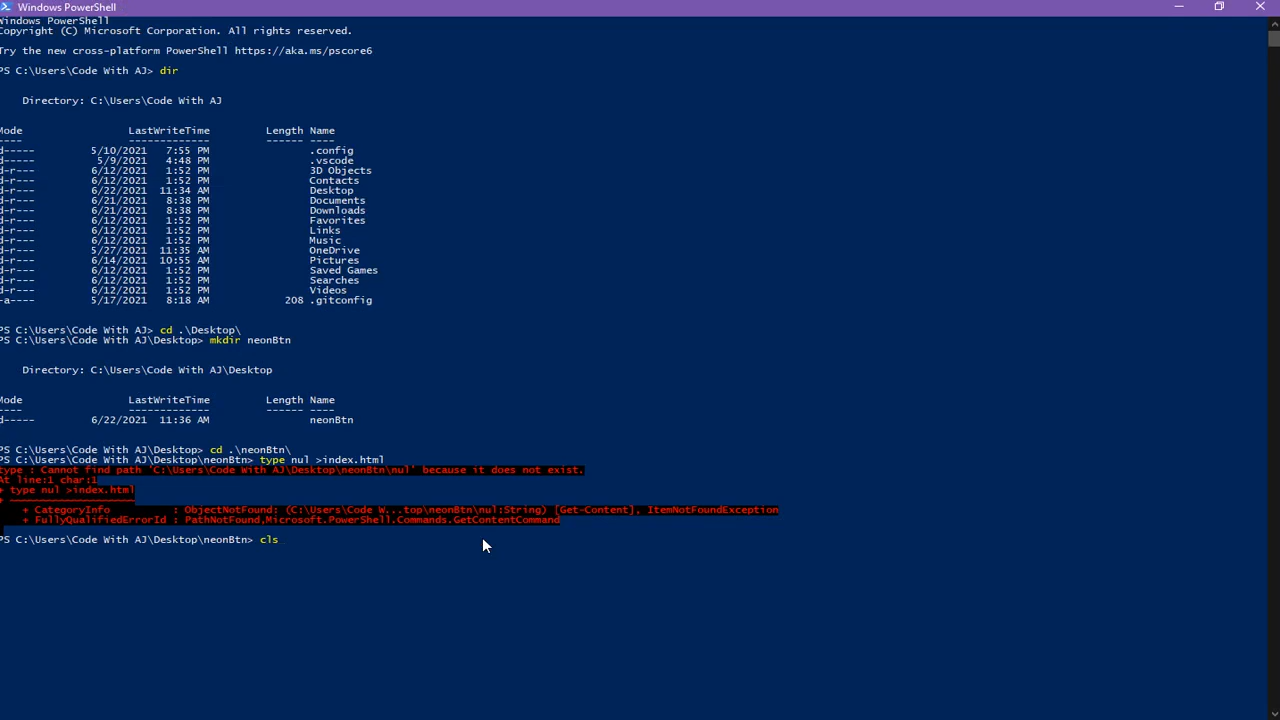 Windows PowerShell
Windows PowerShell
Copyright (C) Microsoft Corporation. All rights reserved.
Try the new cross-platform PowerShell https://aka.ms/pscore6
PS C:\Users\Code With AJ> dir
Directory: C:\Users\Code With AJ
Mode LastWriteTime Length Name
---- ------------- ------ ----
d----- 5/10/2021 7:55 PM .config
d----- 5/9/2021 4:48 PM .vscode
d-r--- 6/12/2021 1:52 PM 3D Objects
d-r--- 6/12/2021 1:52 PM Contacts
d-r--- 6/22/2021 11:34 AM Desktop
d-r--- 6/21/2021 8:38 PM Documents
d-r--- 6/21/2021 8:38 PM Downloads
d-r--- 6/12/2021 1:52 PM Favorites
d-r--- 6/12/2021 1:52 PM Links
d-r--- 6/12/2021 1:52 PM Music
d-r--- 5/27/2021 11:35 AM OneDrive
d-r--- 6/14/2021 10:55 AM Pictures
d-r--- 6/12/2021 1:52 PM Saved Games
d-r--- 6/12/2021 1:52 PM Searches
d-r--- 6/12/2021 1:52 PM Videos
-a---- 5/17/2021 8:18 AM 208 .gitconfig
PS C:\Users\Code With AJ> cd .\Desktop\
PS C:\Users\Code With AJ\Desktop> mkdir neonBtn
Directory: C:\Users\Code With AJ\Desktop
Mode LastWriteTime Length Name
---- ------------- ------ ----
d----- 6/22/2021 11:36 AM neonBtn
PS C:\Users\Code With AJ\Desktop> cd .\neonBtn\
PS C:\Users\Code With AJ\Desktop\neonBtn> type nul >index.html
type : Cannot find path 'C:\Users\Code With AJ\Desktop\neonBtn\nul' because it does not exist.
At line:1 char:1
+ type nul >index.html
+ ~~~~~~~~~~~~~~~~~~~~
+ CategoryInfo : ObjectNotFound: (C:\Users\Code W...top\neonBtn\nul:String) [Get-Content], ItemNotFoundException
+ FullyQualifiedErrorId : PathNotFound,Microsoft.PowerShell.Commands.GetContentCommand
PS C:\Users\Code With AJ\Desktop\neonBtn> cls